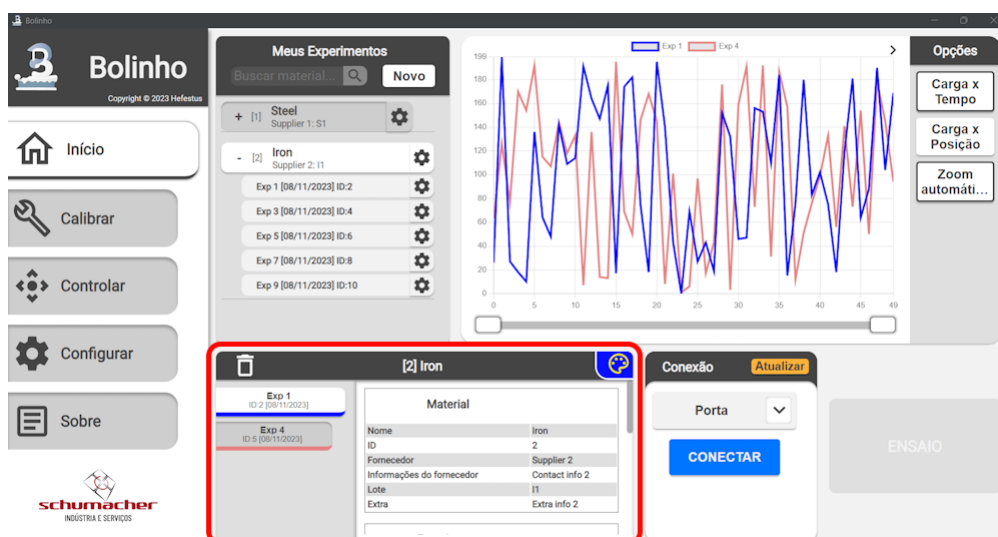 Bolinho
Bolinho
Copyright © 2023 Hefestus
Início
Calibrar
Controlar
Configurar
Sobre
schumacher
INDÚSTRIA E SERVIÇOS
Meus Experimentos
Buscar material...
Novo
+ [1] Steel
Supplier 1: S1
- [2] Iron
Supplier 2: I1
Exp 1 [08/11/2023] ID:2
Exp 3 [08/11/2023] ID:4
Exp 5 [08/11/2023] ID:6
Exp 7 [08/11/2023] ID:8
Exp 9 [08/11/2023] ID:10
Exp 1 Exp 4
199
180
160
140
120
100
80
60
40
20
0
0 5 10 15 20 25 30 35 40 45 49
Opções
Carga x
Tempo
Carga x
Posição
Zoom
automáti...
[2] Iron
Exp 1
ID:2 [08/11/2023]
Exp 4
ID:5 [08/11/2023]
Material
Nome Iron
ID 2
Fornecedor Supplier 2
Informações do fornecedor Contact info 2
Lote I1
Extra Extra info 2
Conexão Atualizar
Porta
CONECTAR
ENSAIO